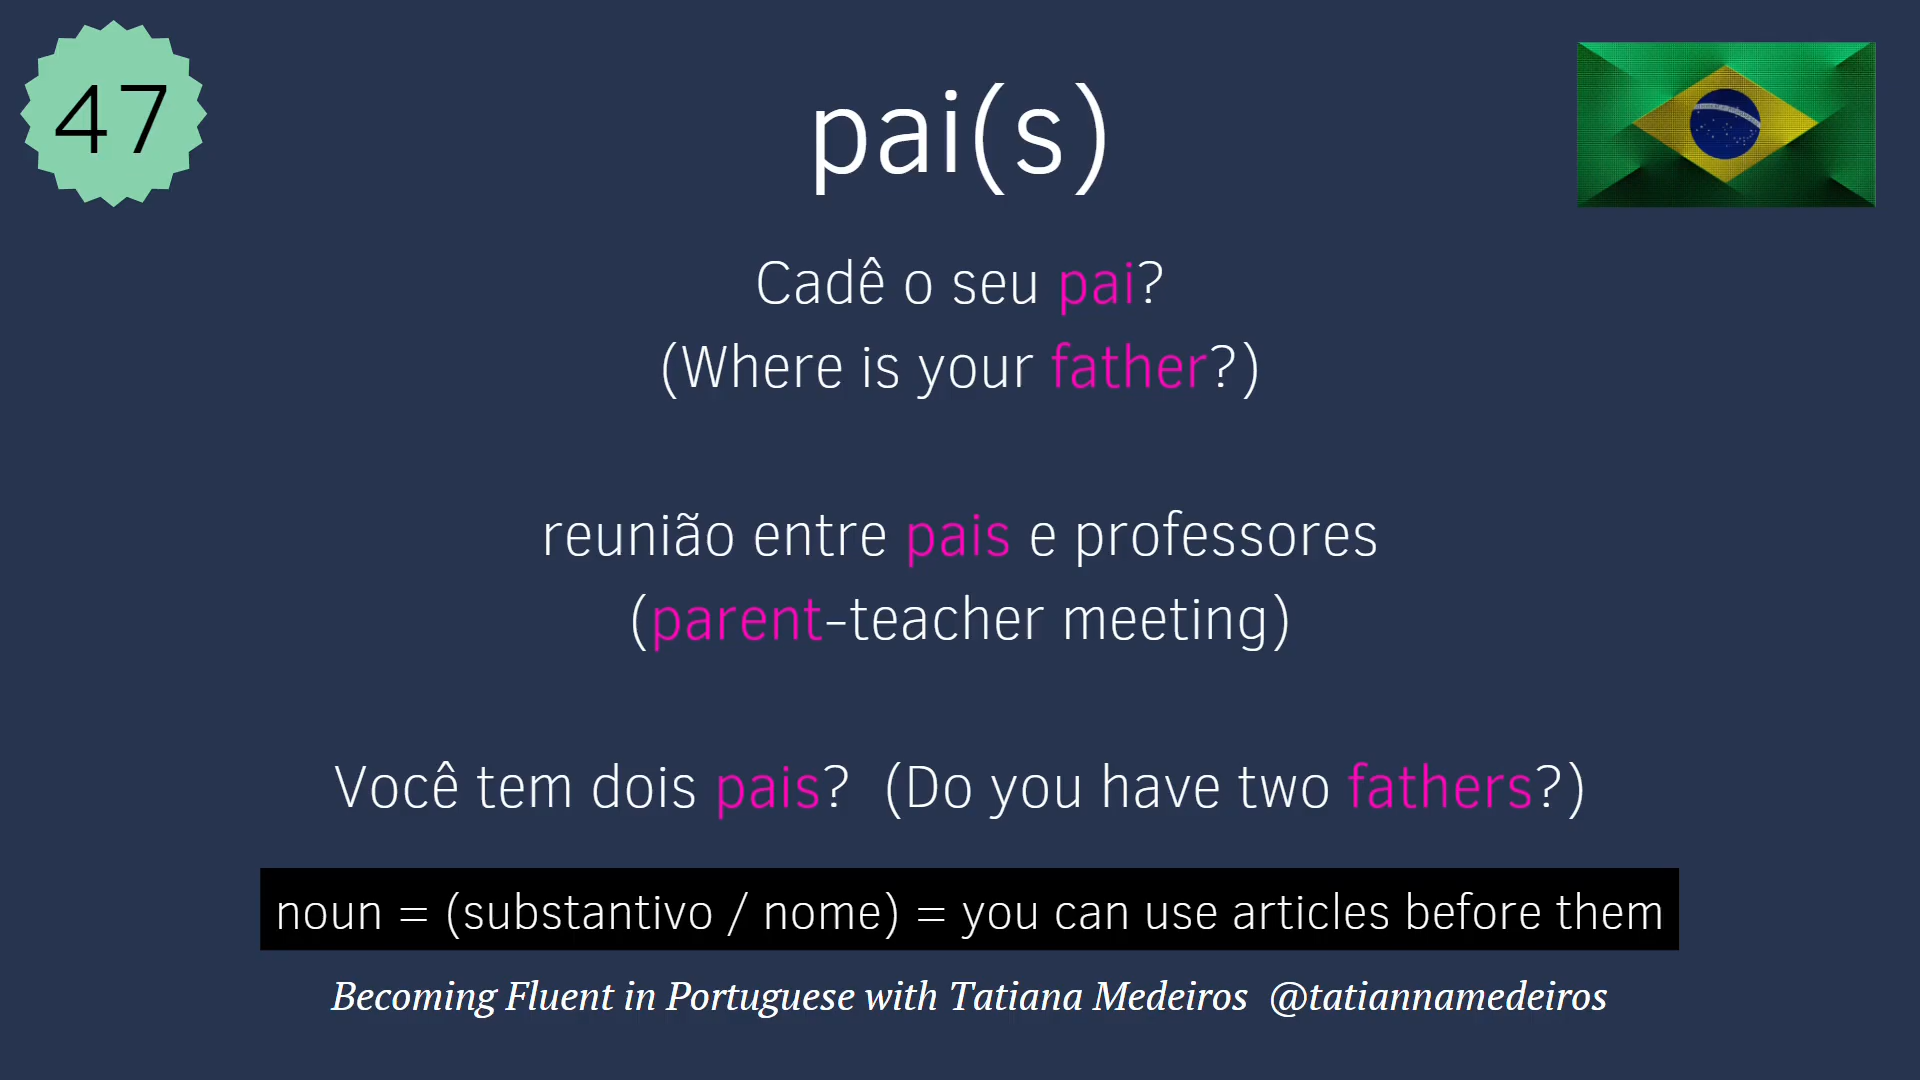 47
pai(s)
Cadê o seu pai?
(Where is your father?)
reunião entre pais e professores
(parent-teacher meeting)
Você tem dois pais?  (Do you have two fathers?)
noun = (substantivo / nome) = you can use articles before them
Becoming Fluent in Portuguese with Tatiana Medeiros  @tatiannamedeiros